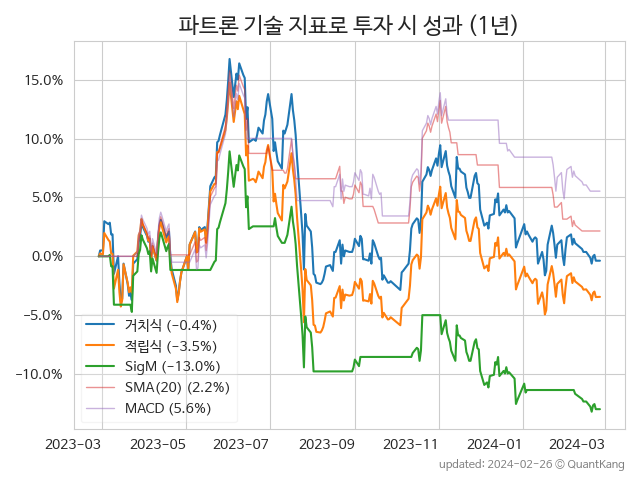 파트론 기술 지표로 투자 시 성과 (1년)
15.0%
10.0%
5.0%
0.0%
−5.0%
−10.0%
거치식 (−0.4%)
적립식 (−3.5%)
SigM (−13.0%)
SMA(20) (2.2%)
MACD (5.6%)
2023−03 2023−05 2023−07 2023−09 2023−11 2024−01 2024−03
updated: 2024−02−26 © QuantKang